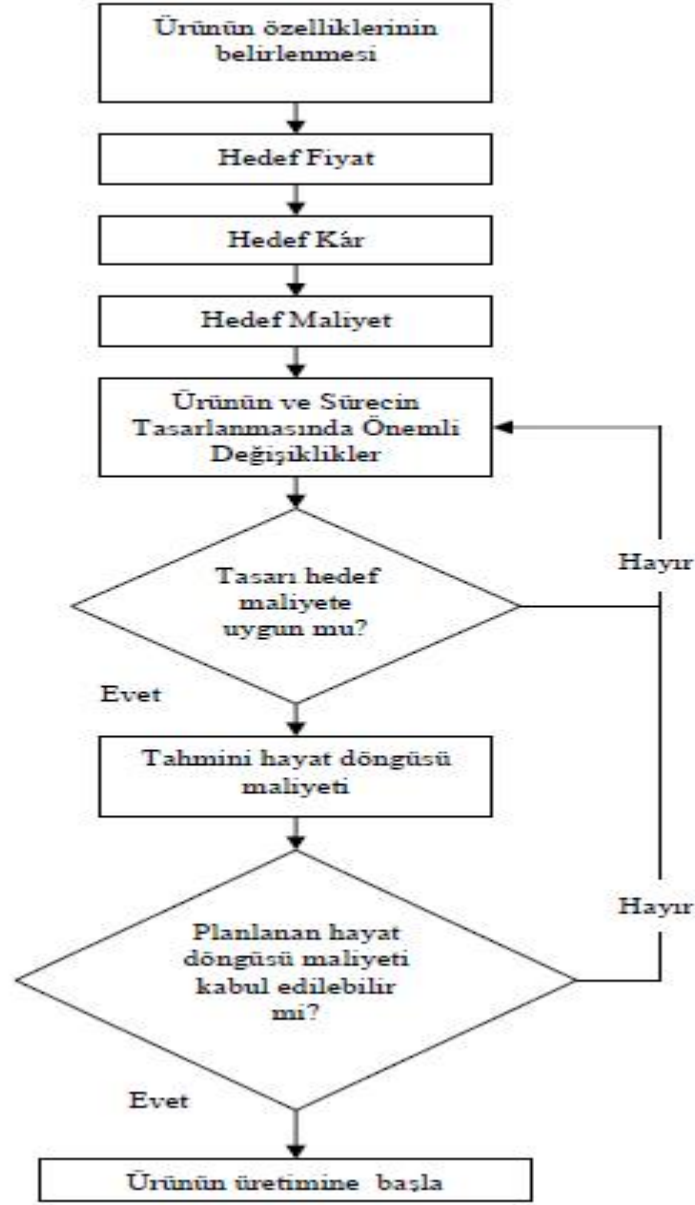 Ürünün özelliklerinin
belirlenmesi
Hedef Fiyat
Hedef Kâr
Hedef Maliyet
Ürünün ve Sürecin
Tasarlanmasında Önemli
Değişiklikler
Hayır
Tasarı hedef
maliyete
uygun mu?
Evet
Tahmini hayat döngüsü
maliyeti
Hayır
Planlanan hayat
döngüsü maliyeti
kabul edilebilir
mi?
Evet
Ürünün üretimine başla